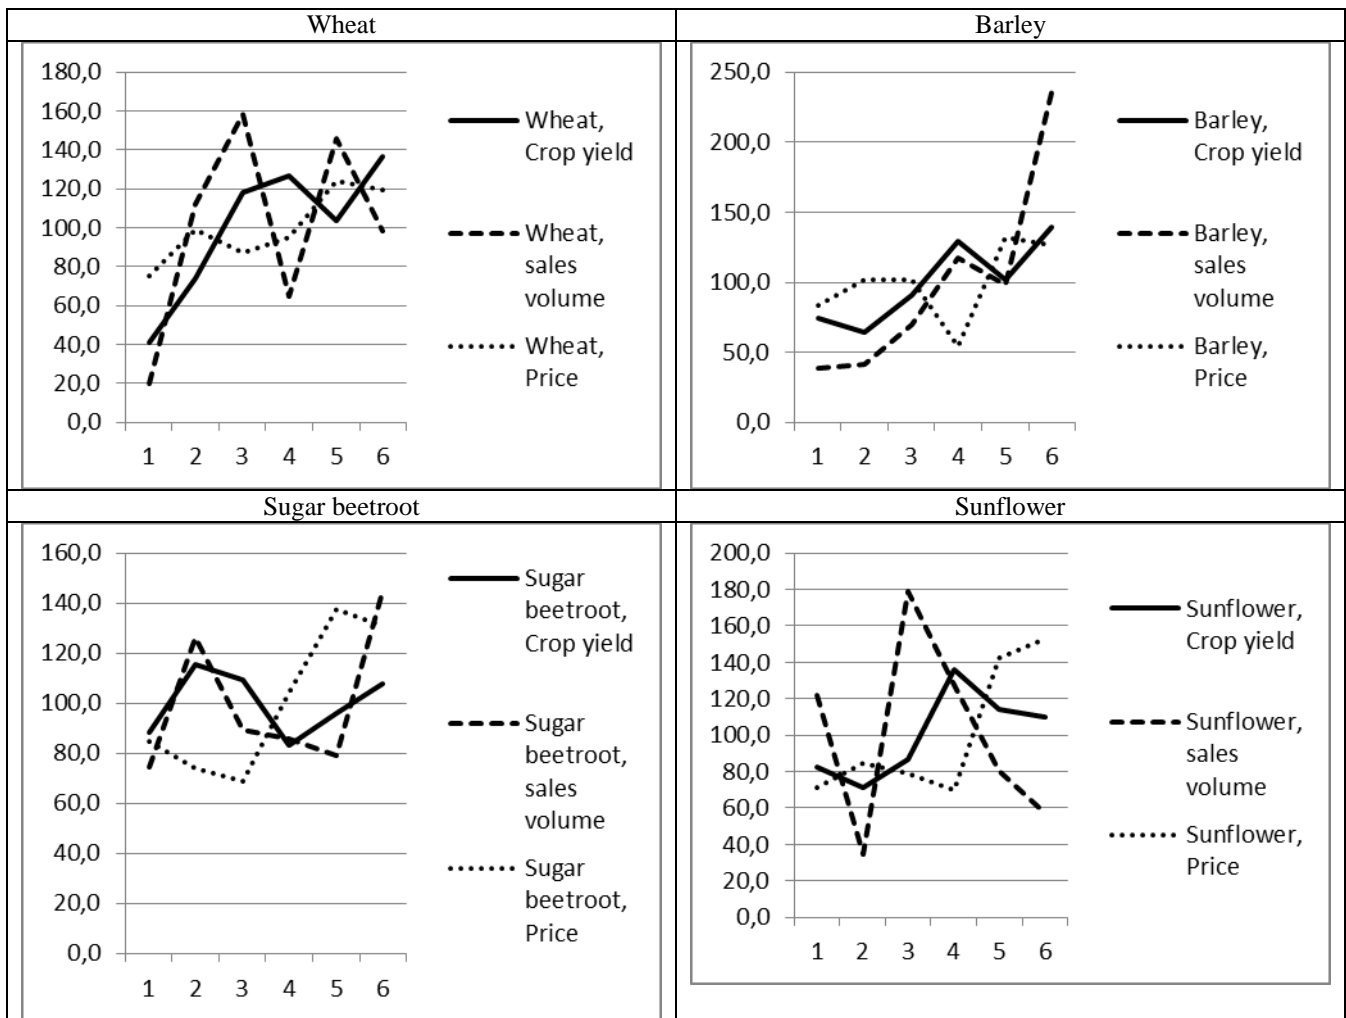 Wheat
180,0
160,0
140,0
120,0
100,0
80,0
60,0
40,0
20,0
0,0
1 2 3 4 5 6
Wheat,
Crop yield
Wheat,
sales
volume
Wheat,
Price
Barley
250,0
200,0
150,0
100,0
50,0
0,0
1 2 3 4 5 6
Barley,
Crop yield
Barley,
sales
volume
Barley,
Price
Sugar beetroot
160,0
140,0
120,0
100,0
80,0
60,0
40,0
20,0
0,0
1 2 3 4 5 6
Sugar
beetroot,
Crop yield
Sugar
beetroot,
sales
volume
Sugar
beetroot,
Price
Sunflower
200,0
180,0
160,0
140,0
120,0
100,0
80,0
60,0
40,0
20,0
0,0
1 2 3 4 5 6
Sunflower,
Crop yield
Sunflower,
sales
volume
Sunflower,
Price